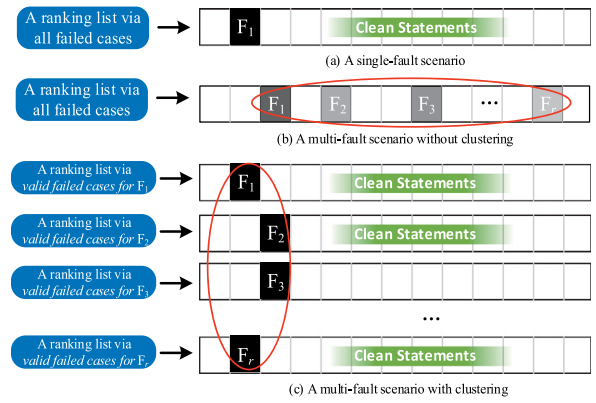 A ranking list via
all failed cases
F1
Clean Statements
(a) A single-fault scenario
A ranking list via
all failed cases
F1 F2 F3 ... Fr
(b) A multi-fault scenario without clustering
A ranking list via
valid failed cases for F1
F1
Clean Statements
A ranking list via
valid failed cases for F2
F2
Clean Statements
A ranking list via
valid failed cases for F3
F3
...
A ranking list via
valid failed cases for Fr
Fr
Clean Statements
(c) A multi-fault scenario with clustering